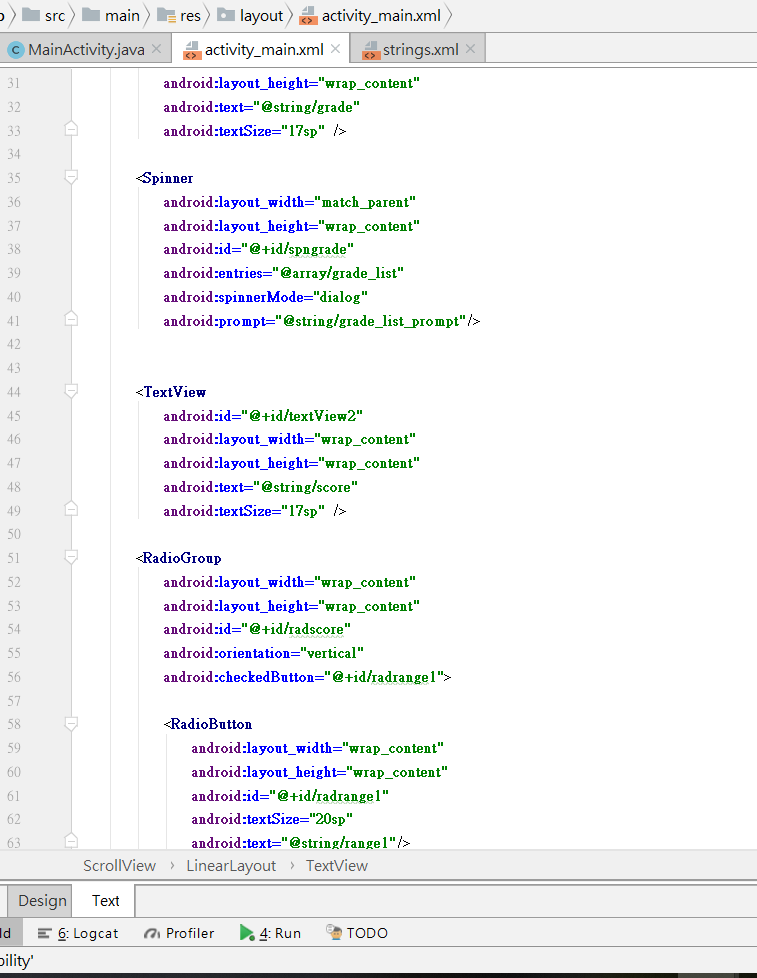 src main res layout activity_main.xml
MainActivity.java activity_main.xml strings.xml
31 android:layout_height="wrap_content"
32 android:text="@string/grade"
33 android:textSize="17sp" />
34
35 <Spinner
36 android:layout_width="match_parent"
37 android:layout_height="wrap_content"
38 android:id="@+id/spngrade"
39 android:entries="@array/grade_list"
40 android:spinnerMode="dialog"
41 android:prompt="@string/grade_list_prompt"/>
42
43
44 <TextView
45 android:id="@+id/textView2"
46 android:layout_width="wrap_content"
47 android:layout_height="wrap_content"
48 android:text="@string/score"
49 android:textSize="17sp" />
50
51 <RadioGroup
52 android:layout_width="wrap_content"
53 android:layout_height="wrap_content"
54 android:id="@+id/radscore"
55 android:orientation="vertical"
56 android:checkedButton="@+id/radrange1">
57
58 <RadioButton
59 android:layout_width="wrap_content"
60 android:layout_height="wrap_content"
61 android:id="@+id/radrange1"
62 android:textSize="20sp"
63 android:text="@string/range1"/>
ScrollView › LinearLayout › TextView
Design Text
ld 6: Logcat Profiler 4: Run TODO
bility'